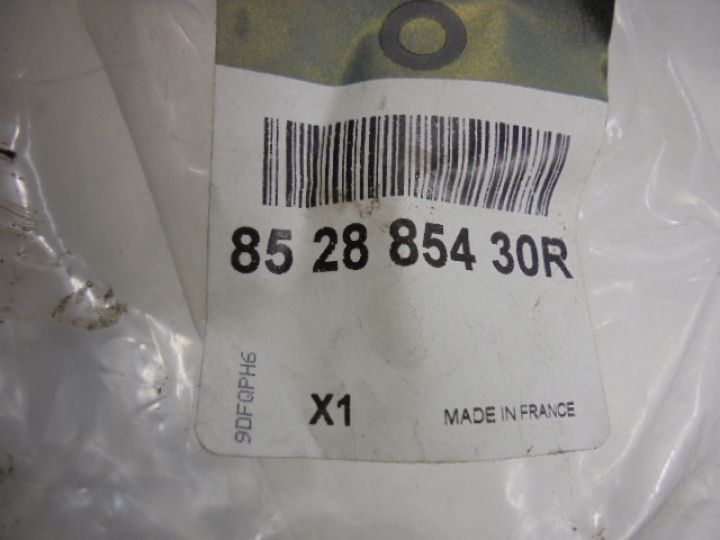 85 28 854 30R
9DFQPH6
X1
MADE IN FRANCE